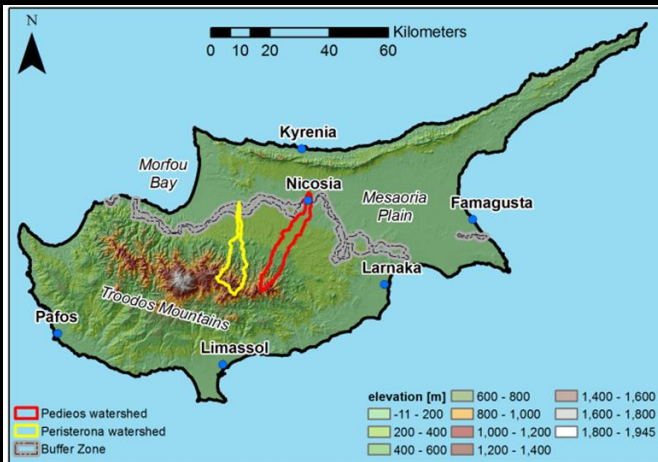 N
Kilometers
0 10 20 40 60
Kyrenia
Morfou
Bay
Nicosia
Mesaoria
Plain
Famagusta
Larnaka
Troodos Mountains
Pafos
Limassol
Pedieos watershed
Peristerona watershed
Buffer Zone
elevation [m]
-11 - 200
200 - 400
400 - 600
600 - 800
800 - 1,000
1,000 - 1,200
1,200 - 1,400
1,400 - 1,600
1,600 - 1,800
1,800 - 1,945